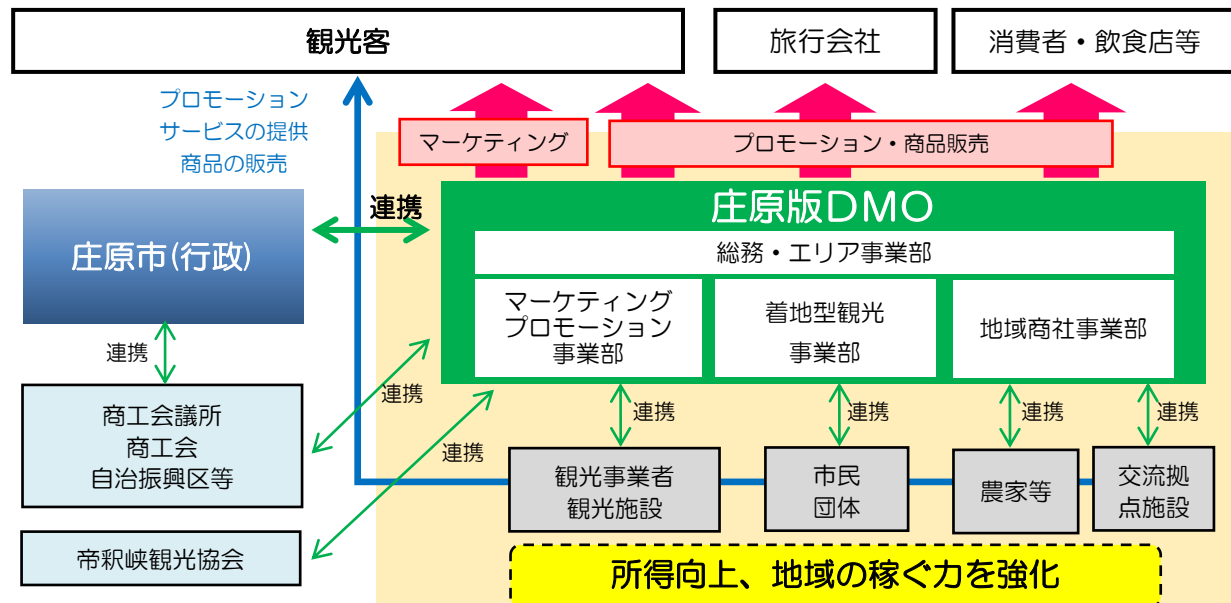 観光客
旅行会社
消費者・飲食店等
プロモーション
サービスの提供
商品の販売
マーケティング
プロモーション・商品販売
連携
庄原版DMO
総務・エリア事業部
庄原市(行政)
マーケティング
プロモーション
事業部
着地型観光
事業部
地域商社事業部
連携
連携
連携
連携
連携
連携
連携
商工会議所
商工会
自治振興区等
観光事業者
観光施設
市民
団体
農家等
交流拠
点施設
帝釈峡観光協会
所得向上、地域の稼ぐ力を強化